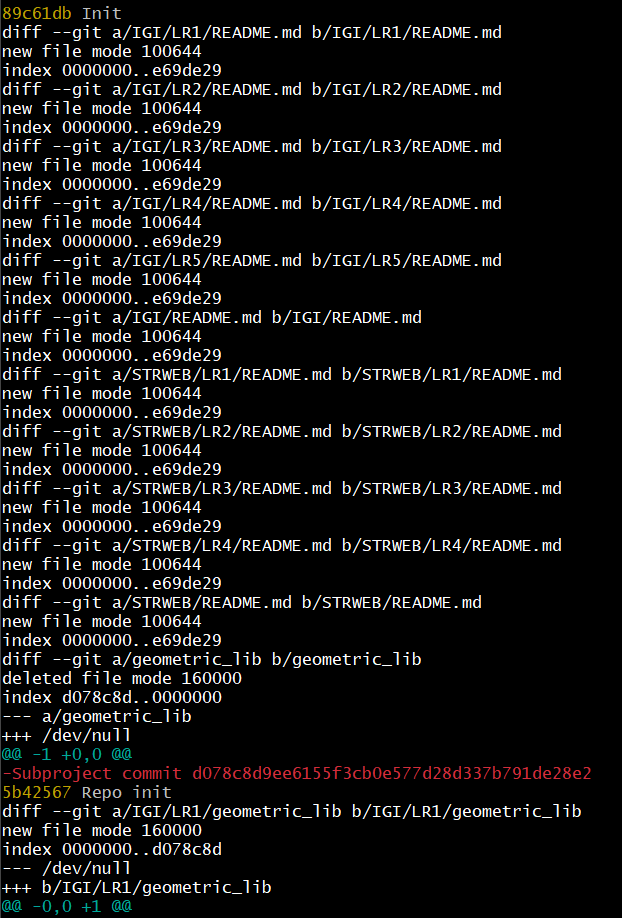 89c61db Init
diff --git a/IGI/LR1/README.md b/IGI/LR1/README.md
new file mode 100644
index 0000000..e69de29
diff --git a/IGI/LR2/README.md b/IGI/LR2/README.md
new file mode 100644
index 0000000..e69de29
diff --git a/IGI/LR3/README.md b/IGI/LR3/README.md
new file mode 100644
index 0000000..e69de29
diff --git a/IGI/LR4/README.md b/IGI/LR4/README.md
new file mode 100644
index 0000000..e69de29
diff --git a/IGI/LR5/README.md b/IGI/LR5/README.md
new file mode 100644
index 0000000..e69de29
diff --git a/IGI/README.md b/IGI/README.md
new file mode 100644
index 0000000..e69de29
diff --git a/STRWEB/LR1/README.md b/STRWEB/LR1/README.md
new file mode 100644
index 0000000..e69de29
diff --git a/STRWEB/LR2/README.md b/STRWEB/LR2/README.md
new file mode 100644
index 0000000..e69de29
diff --git a/STRWEB/LR3/README.md b/STRWEB/LR3/README.md
new file mode 100644
index 0000000..e69de29
diff --git a/STRWEB/LR4/README.md b/STRWEB/LR4/README.md
new file mode 100644
index 0000000..e69de29
diff --git a/STRWEB/README.md b/STRWEB/README.md
new file mode 100644
index 0000000..e69de29
diff --git a/geometric_lib b/geometric_lib
deleted file mode 160000
index d078c8d..0000000
--- a/geometric_lib
+++ /dev/null
@@ -1 +0,0 @@
-Subproject commit d078c8d9ee6155f3cb0e577d28d337b791de28e2
5b42567 Repo init
diff --git a/IGI/LR1/geometric_lib b/IGI/LR1/geometric_lib
new file mode 160000
index 0000000..d078c8d
--- /dev/null
+++ b/IGI/LR1/geometric_lib
@@ -0,0 +1 @@